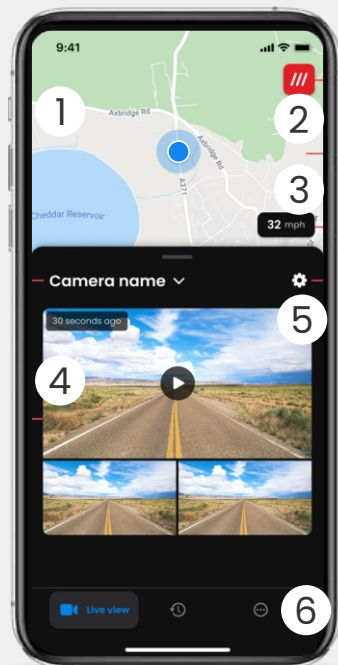 9:41
1
Axbridge Rd
Axbridge Rd
2
3
A371
Cheddar Reservoir
32 mph
Camera name
5
30 seconds ago
4
Live view
6